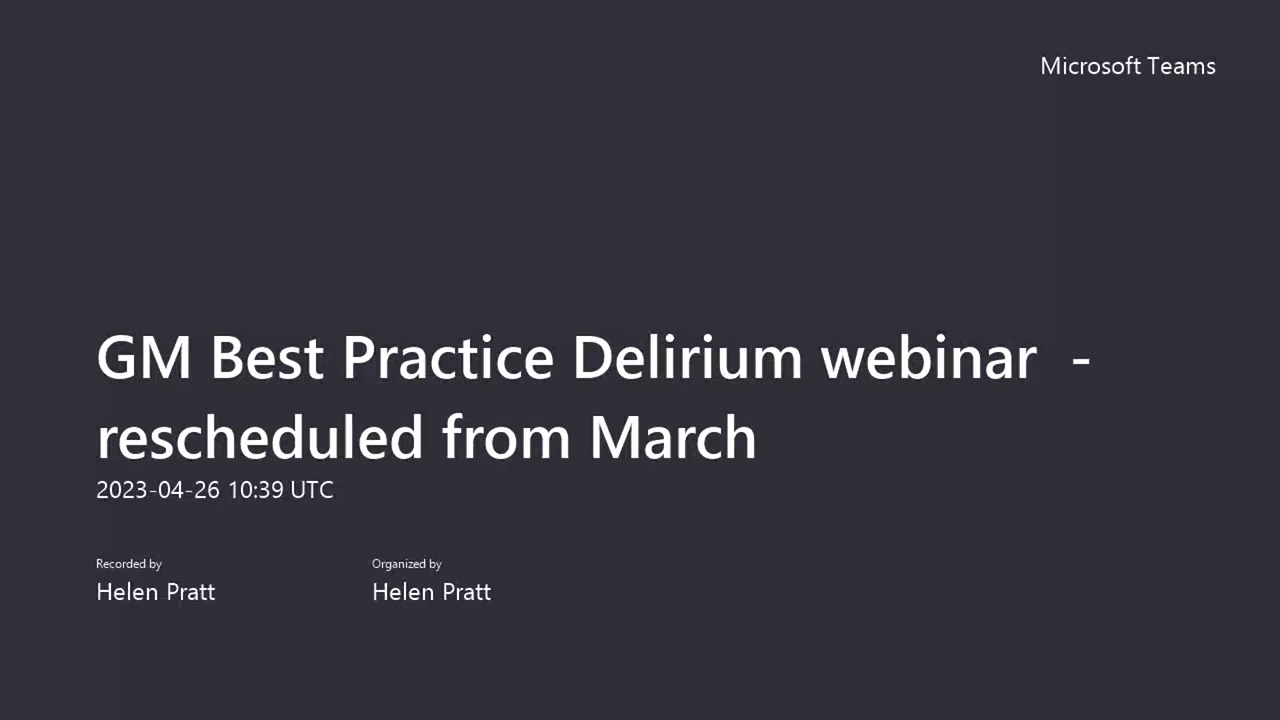 Microsoft Teams
GM Best Practice Delirium webinar  -
rescheduled from March
2023-04-26 10:39 UTC
Recorded by
Organized by
Helen Pratt
Helen Pratt